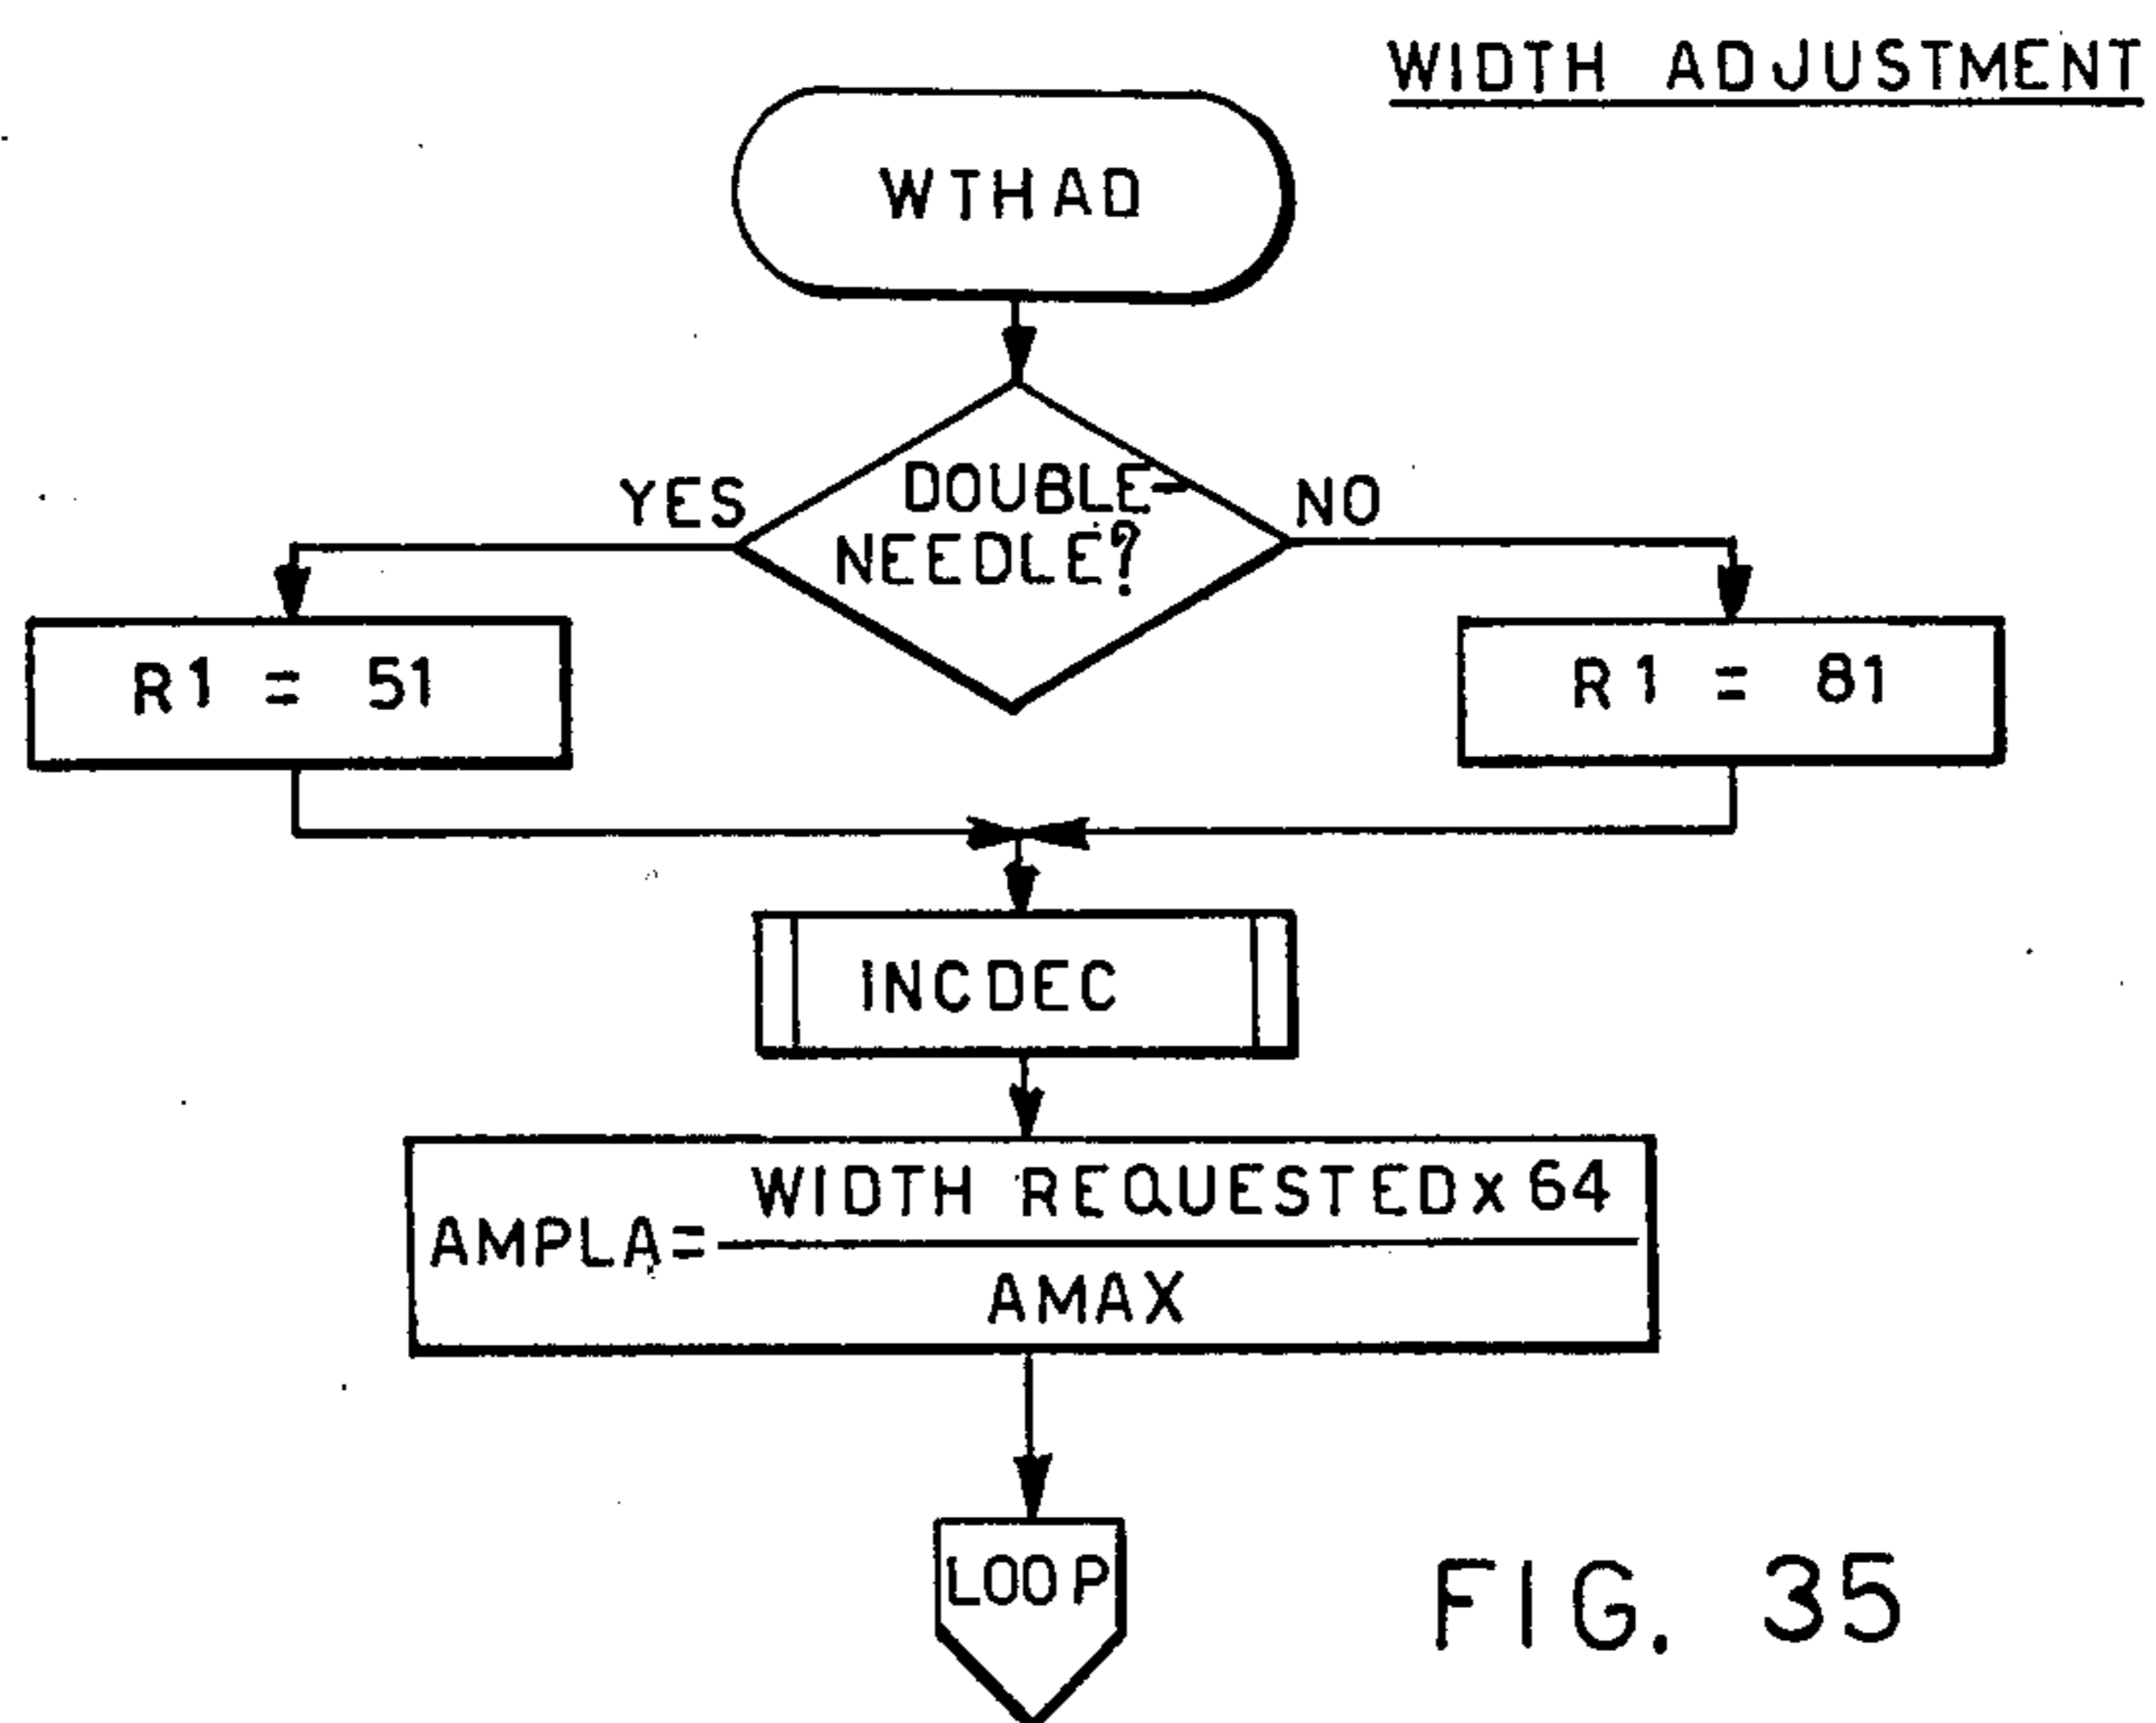 WIDTH ADJUSTMENT
WTHAD
DOUBLE-
NEEDLE?
YES
NO
R1 = 51
R1 = 81
INCDEC
AMPLA= WIDTH REQUESTED x 64
AMAX
LOOP
FIG. 35